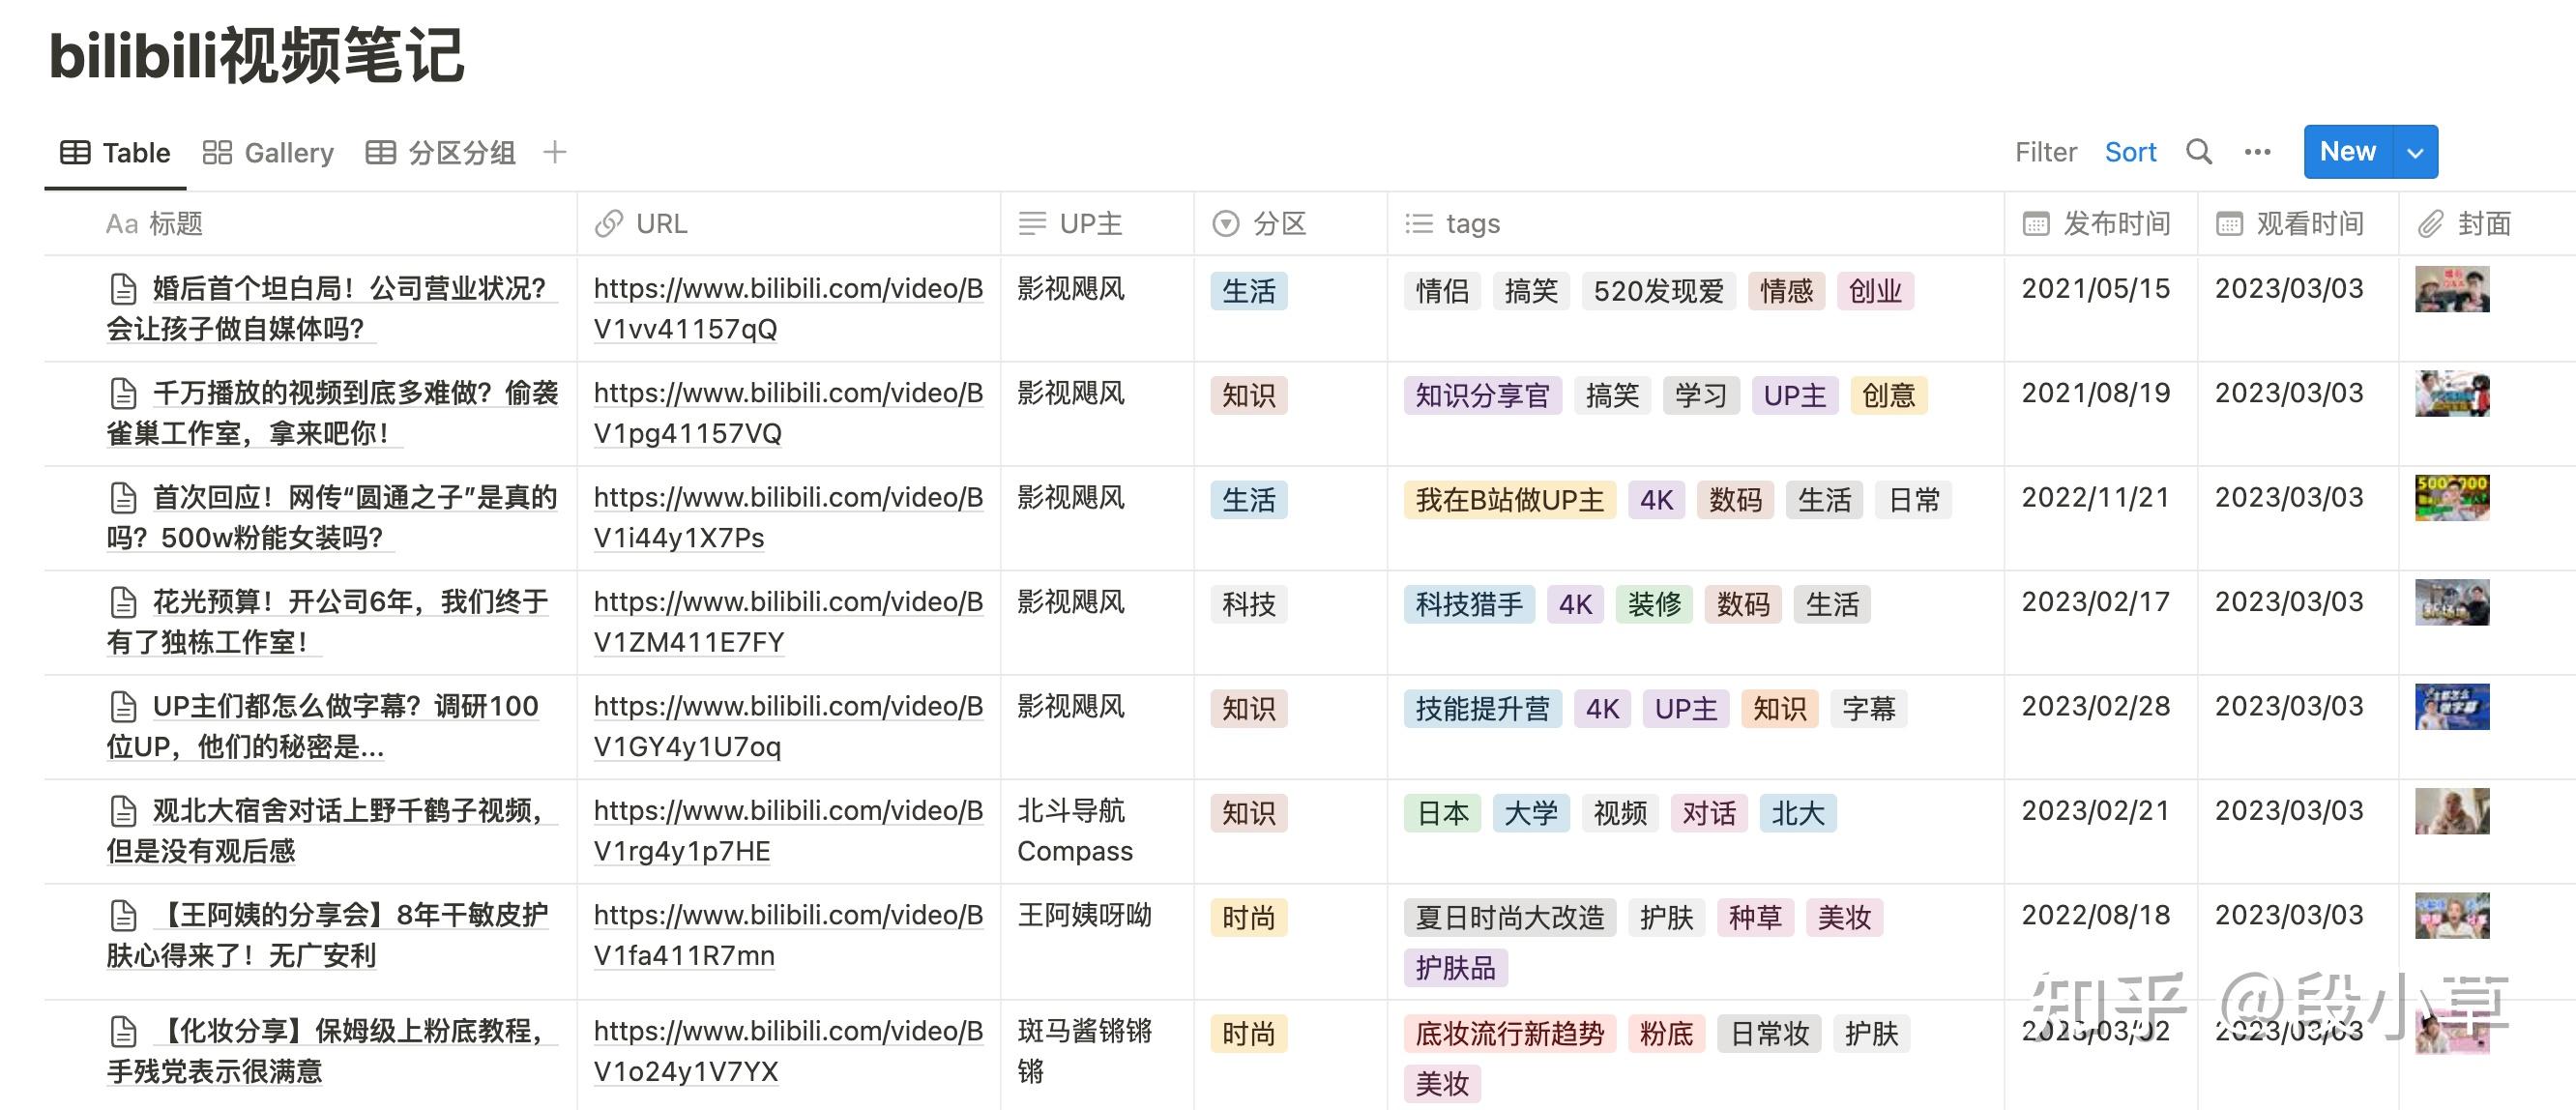 bilibili视频笔记
Table Gallery 分区分组 Filter Sort New
Aa 标题 URL UP主 分区 tags 发布时间 观看时间 封面
婚后首个坦白局！公司营业状况？ https://www.bilibili.com/video/B 影视飓风 生活 情侣 搞笑 520发现爱 情感 创业 2021/05/15 2023/03/03
会让孩子做自媒体吗？ V1vv41157qQ
千万播放的视频到底多难做？偷袭 https://www.bilibili.com/video/B 影视飓风 知识 知识分享官 搞笑 学习 UP主 创意 2021/08/19 2023/03/03
雀巢工作室，拿来吧你！ V1pg41157VQ
首次回应！网传“圆通之子”是真的 https://www.bilibili.com/video/B 影视飓风 生活 我在B站做UP主 4K 数码 生活 日常 2022/11/21 2023/03/03
吗？500w粉能女装吗？ V1i44y1X7Ps
花光预算！开公司6年，我们终于 https://www.bilibili.com/video/B 影视飓风 科技 科技猎手 4K 装修 数码 生活 2023/02/17 2023/03/03
有了独栋工作室！ V1ZM411E7FY
UP主们都怎么做字幕？调研100 https://www.bilibili.com/video/B 影视飓风 知识 技能提升营 4K UP主 知识 字幕 2023/02/28 2023/03/03
位UP，他们的秘密是... V1GY4y1U7oq
观北大宿舍对话上野千鹤子视频， https://www.bilibili.com/video/B 北斗导航 知识 日本 大学 视频 对话 北大 2023/02/21 2023/03/03
但是没有观后感 V1rg4y1p7HE Compass
【王阿姨的分享会】8年干敏皮护 https://www.bilibili.com/video/B 王阿姨呀呦 时尚 夏日时尚大改造 护肤 种草 美妆 2022/08/18 2023/03/03
肤心得来了！无广安利 V1fa411R7mn 护肤品
【化妆分享】保姆级上粉底教程， https://www.bilibili.com/video/B 斑马酱锵锵 时尚 底妆流行新趋势 粉底 日常妆 护肤 2023/03/02 2023/03/03
手残党表示很满意 V1o24y1V7YX 锵 美妆
知乎 @段小草